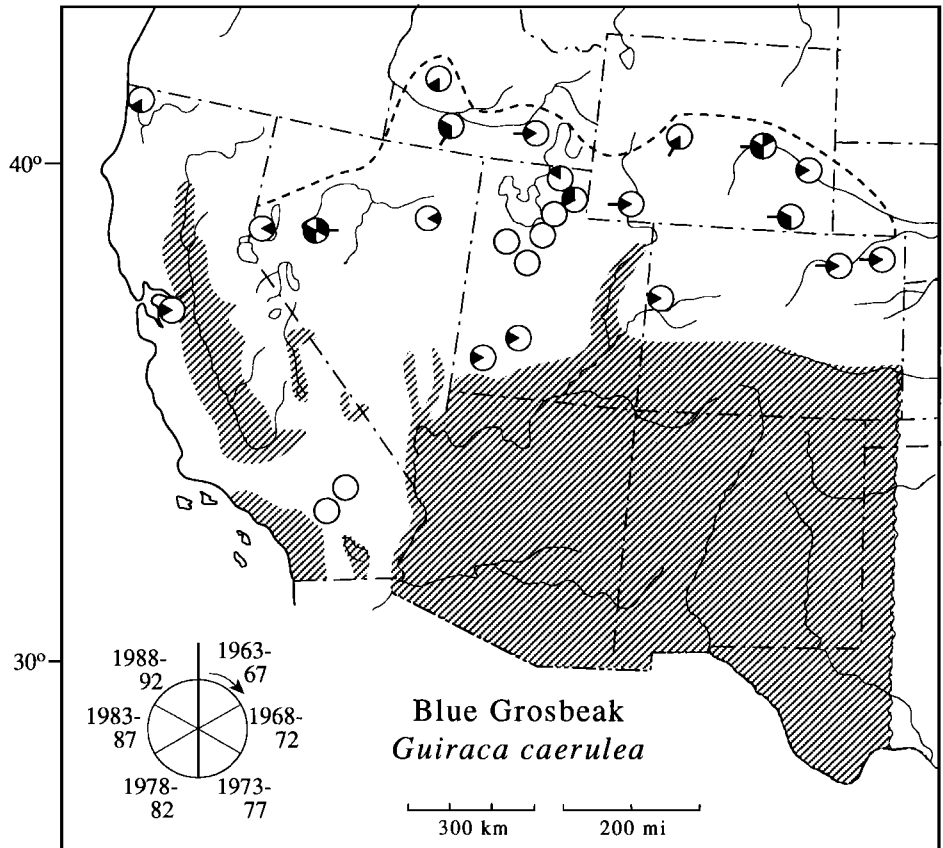 40º
30º
1988-
92
1963-
67
1983-
87
1968-
72
1978-
82
1973-
77
Blue Grosbeak
Guiraca caerulea
300 km
200 mi